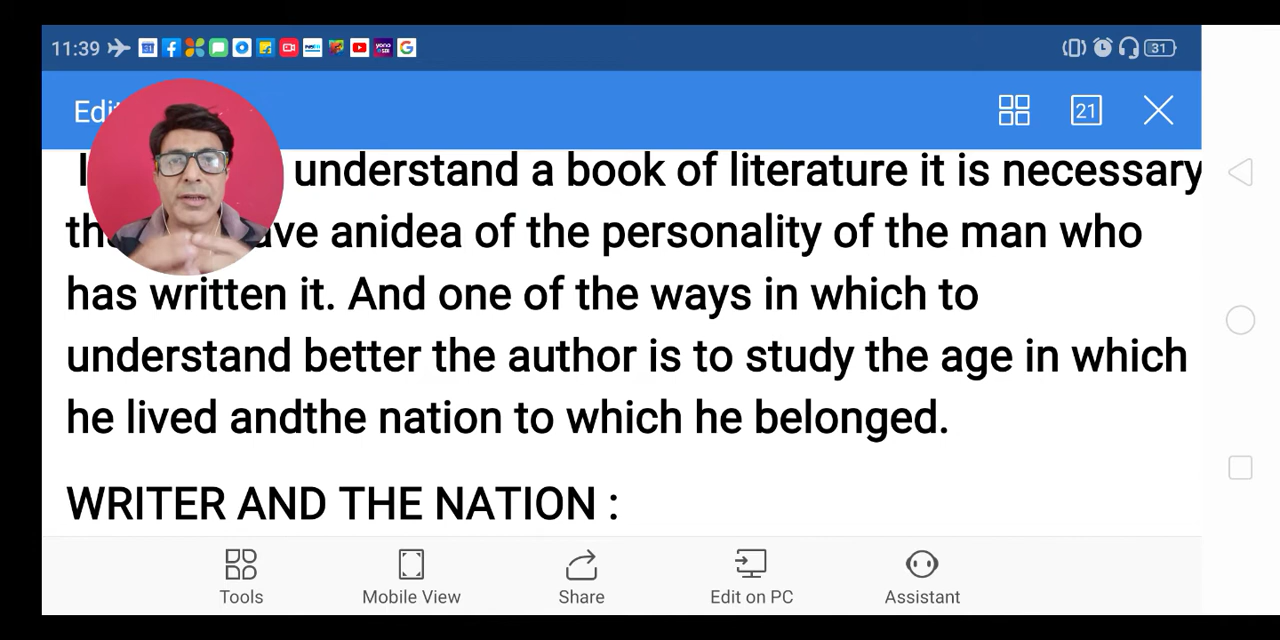 11:39
31
Edi
21
understand a book of literature it is necessary
ave anidea of the personality of the man who
has written it. And one of the ways in which to
understand better the author is to study the age in which
he lived andthe nation to which he belonged.
WRITER AND THE NATION :
Tools
Mobile View
Share
Edit on PC
Assistant